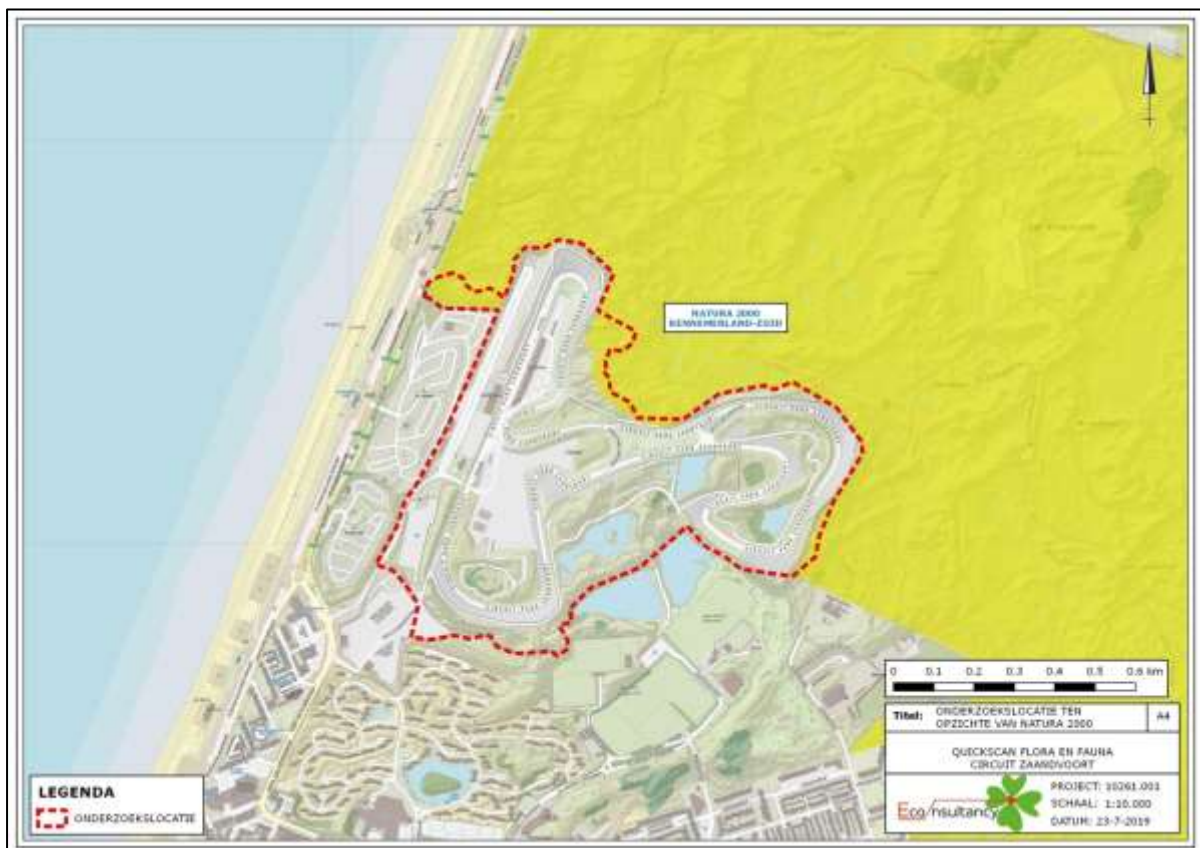 NATURA 2000
KENNEMERLAND-ZUID
0 0.1 0.2 0.3 0.4 0.5 0.6 km
Titel: ONDERZOEKSLOCATIE TEN
OPZICHTE VAN NATURA 2000
A4
QUICKSCAN FLORA EN FAUNA
CIRCUIT ZAANDVOORT
Econsultancy
PROJECT: 10261.001
SCHAAL: 1:10.000
DATUM: 23-7-2019
LEGENDA
ONDERZOEKSLOCATIE